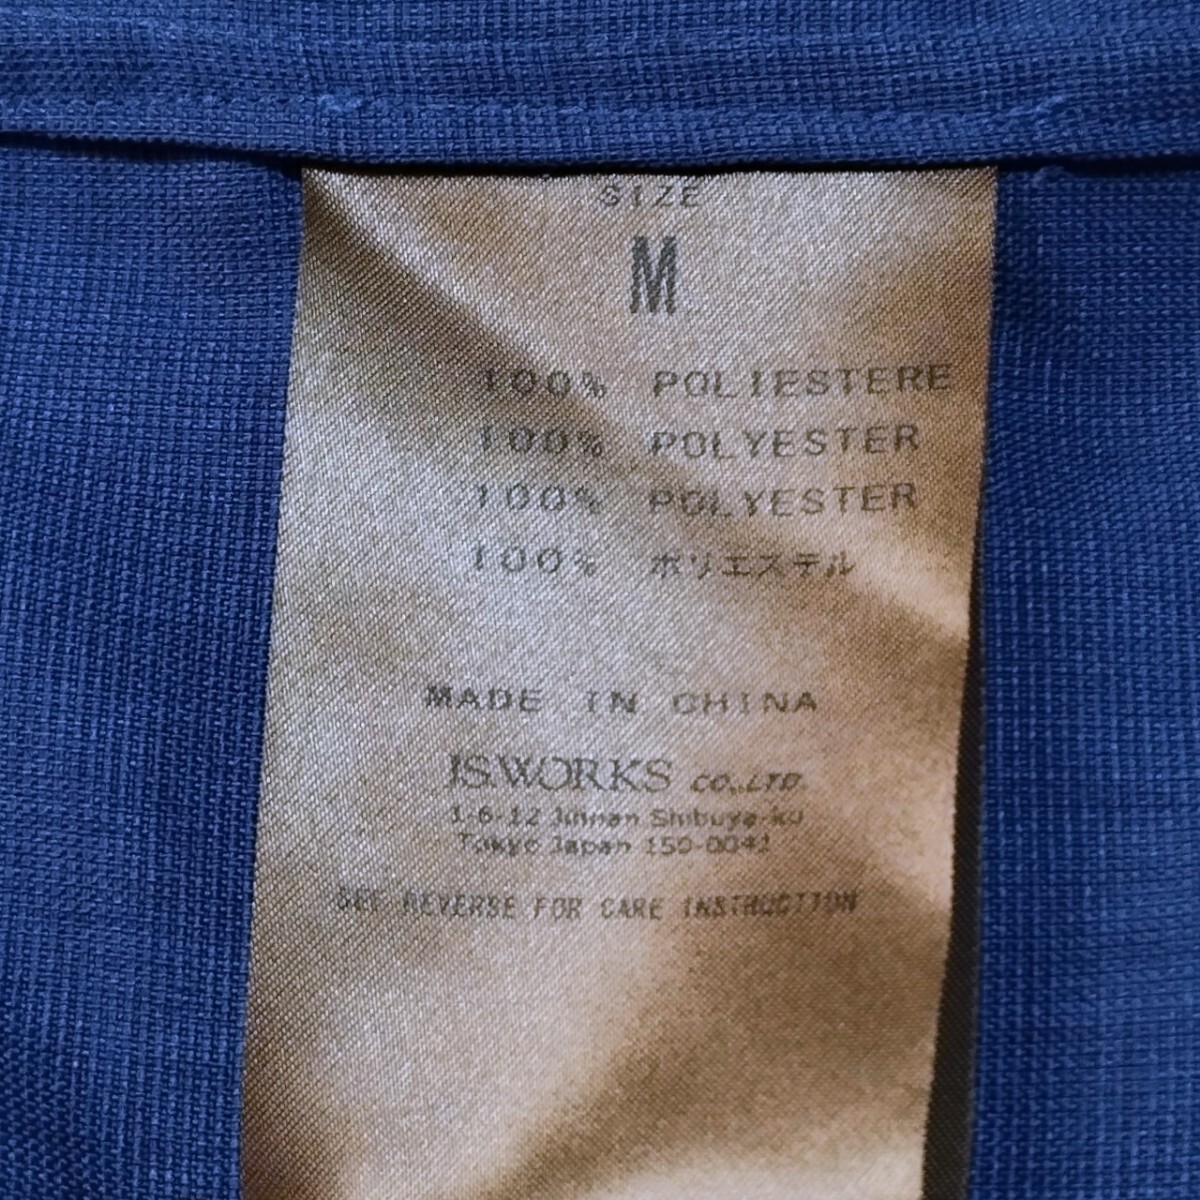 SIZE
M
100% POLIESTERE
100% POLYESTER
100% POLYESTER
100% ポリエステル
MADE IN CHINA
JS.WORKS CO.,LTD.
1-6-12 Jinnan Shibuya-ku
Tokyo Japan 150-0041
SEE REVERSE FOR CARE INSTRUCTION